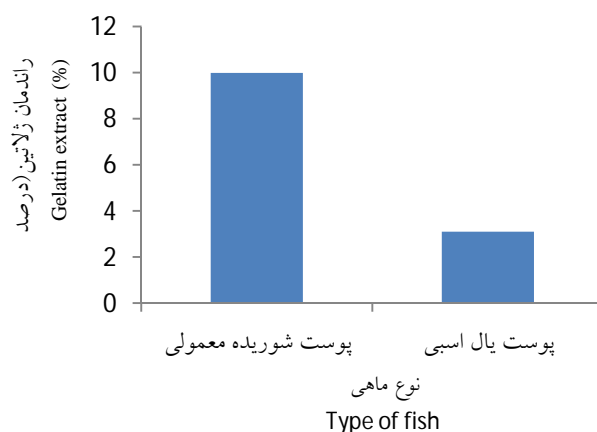 راندمان ژلاتین(درصد
Gelatin extract (%)
12
10
8
6
4
2
0
پوست شوریده معمولی
پوست یال اسبی
نوع ماهی
Type of fish